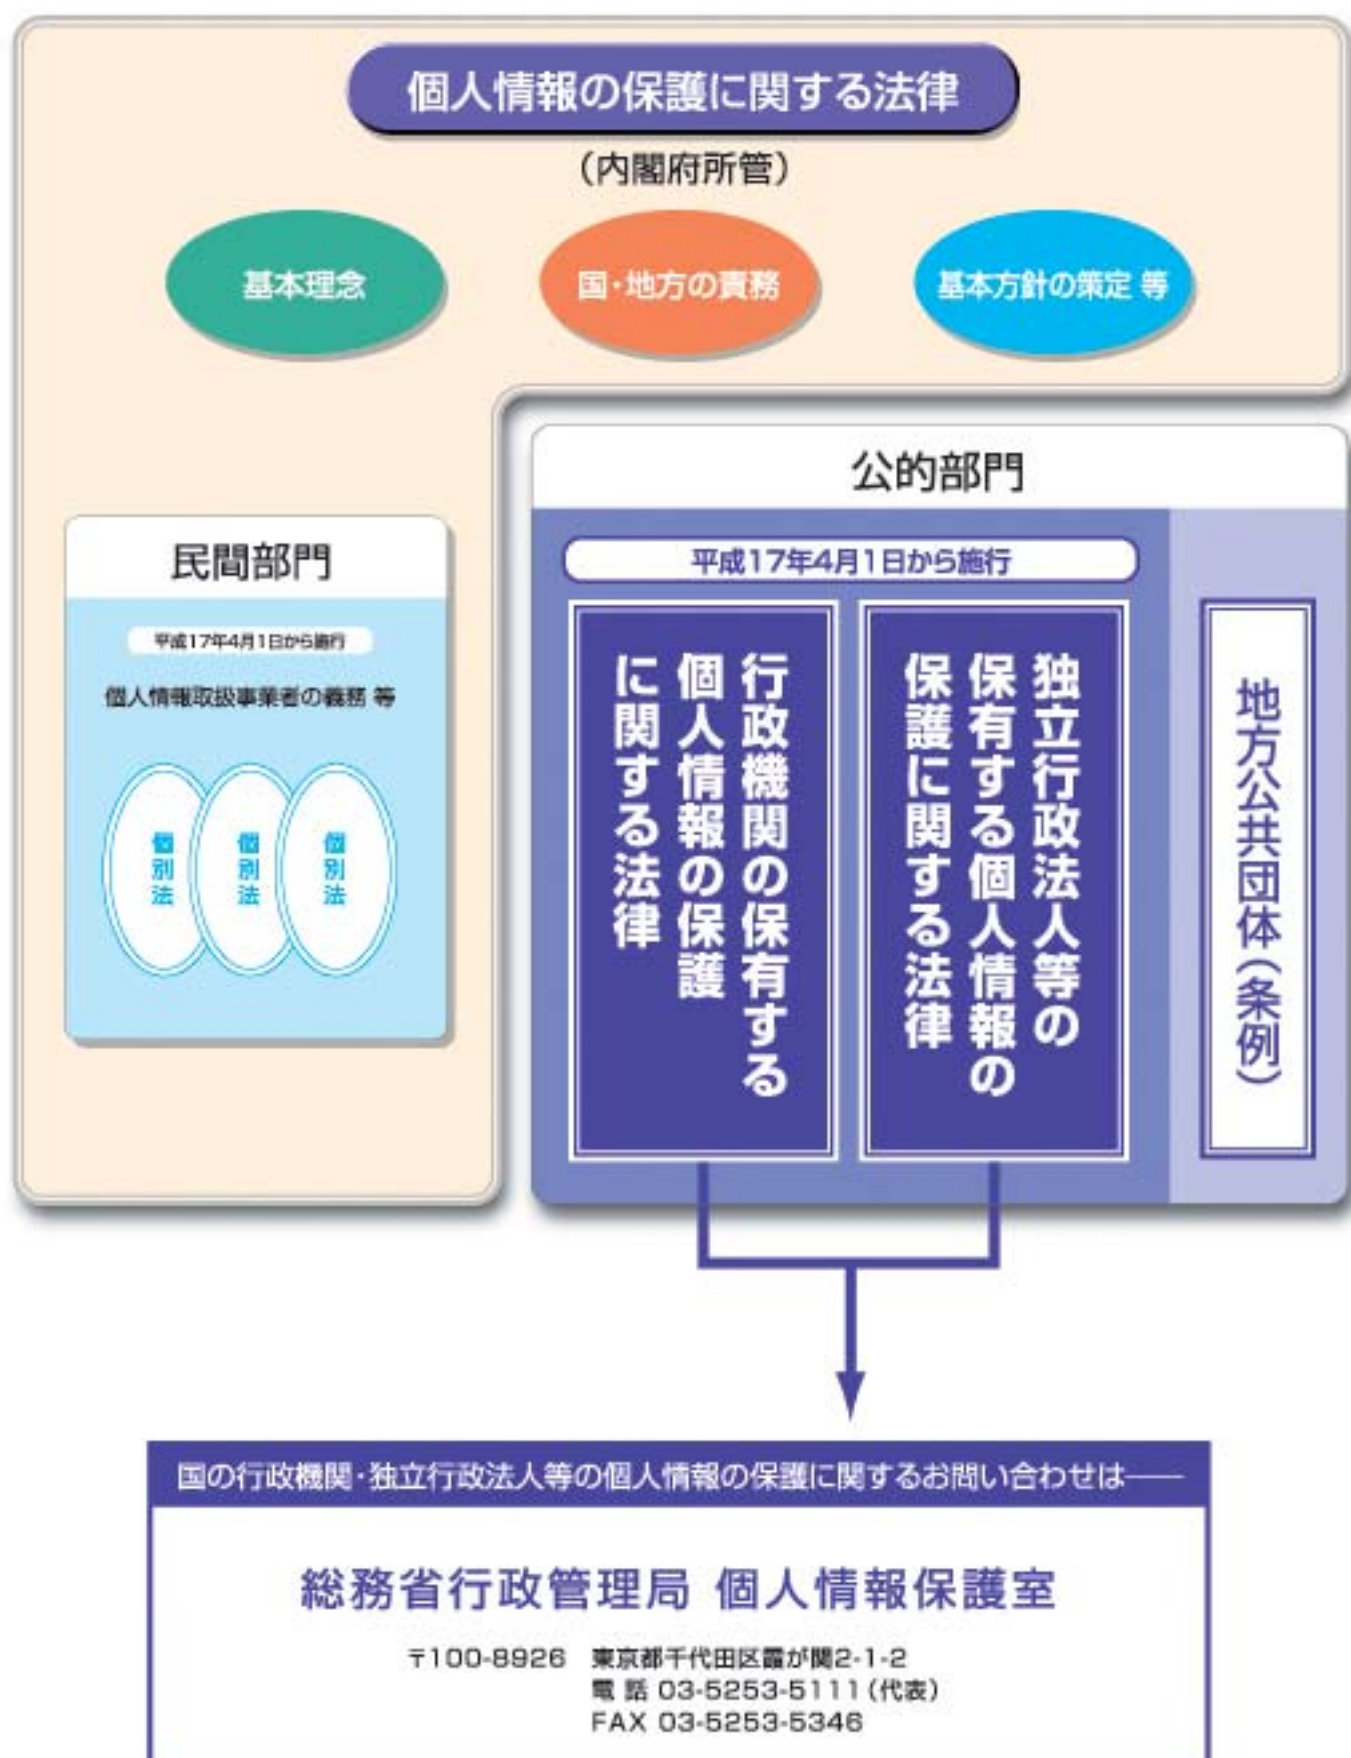 個人情報の保護に関する法律
（内閣府所管）
基本理念
国・地方の責務
基本方針の策定 等
民間部門
平成17年4月1日から施行
個人情報取扱事業者の義務 等
個別法
個別法
個別法
公的部門
平成17年4月1日から施行
行政機関の保有する
個人情報の保護
に関する法律
独立行政法人等の
保有する個人情報の
保護に関する法律
地方公共団体（条例）
国の行政機関・独立行政法人等の個人情報の保護に関するお問い合わせは——
総務省行政管理局 個人情報保護室
〒100-8926 東京都千代田区霞が関2-1-2
電 話 03-5253-5111（代表）
FAX 03-5253-5346